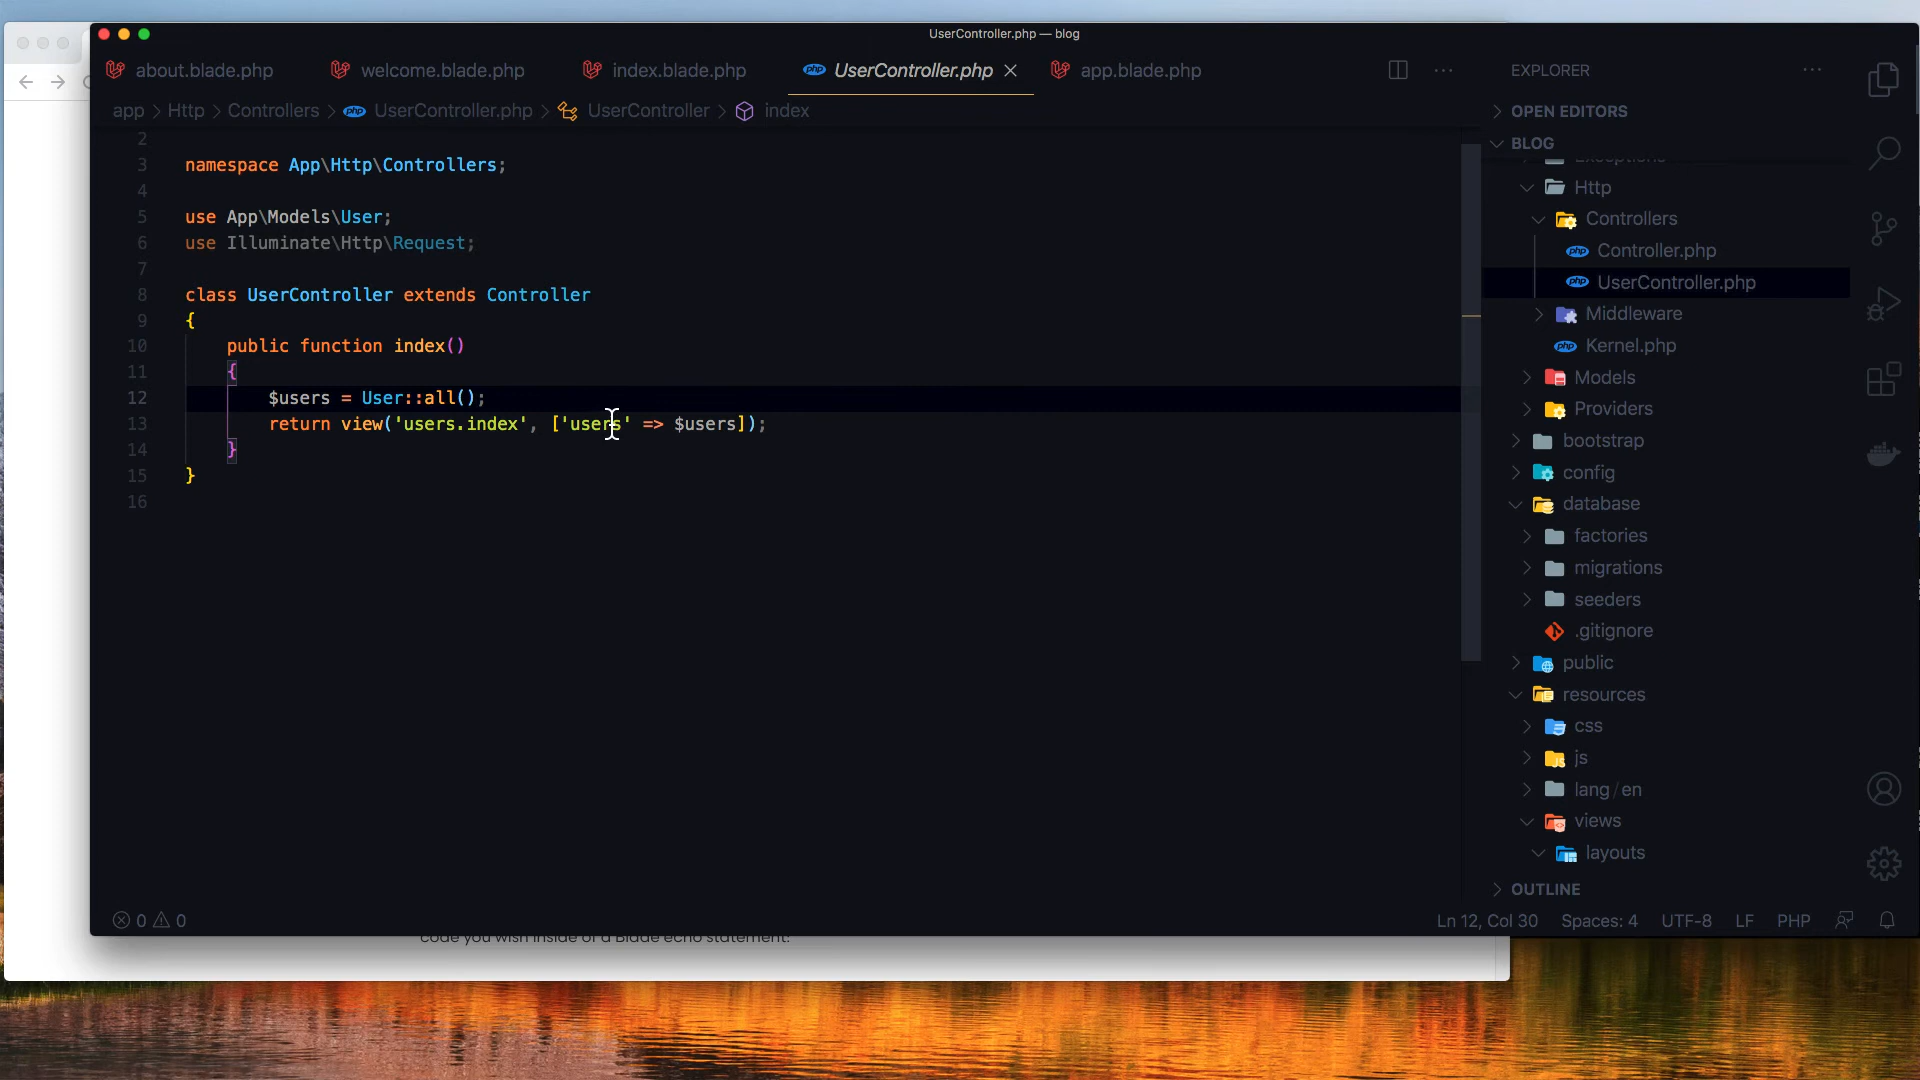 UserController.php — blog
about.blade.php
welcome.blade.php
index.blade.php
UserController.php
app.blade.php
app > Http > Controllers > UserController.php > UserController > index
2
3 namespace App\Http\Controllers;
4
5 use App\Models\User;
6 use Illuminate\Http\Request;
7
8 class UserController extends Controller
9 {
10 public function index()
11 {
12 $users = User::all();
13 return view('users.index', ['users' => $users]);
14 }
15 }
16
EXPLORER
OPEN EDITORS
BLOG
Exceptions
Http
Controllers
Controller.php
UserController.php
Middleware
Kernel.php
Models
Providers
bootstrap
config
database
factories
migrations
seeders
.gitignore
public
resources
css
js
lang/en
views
layouts
OUTLINE
0 0
Ln 12, Col 30 Spaces: 4 UTF-8 LF PHP
code you wish inside of a Blade echo statement: